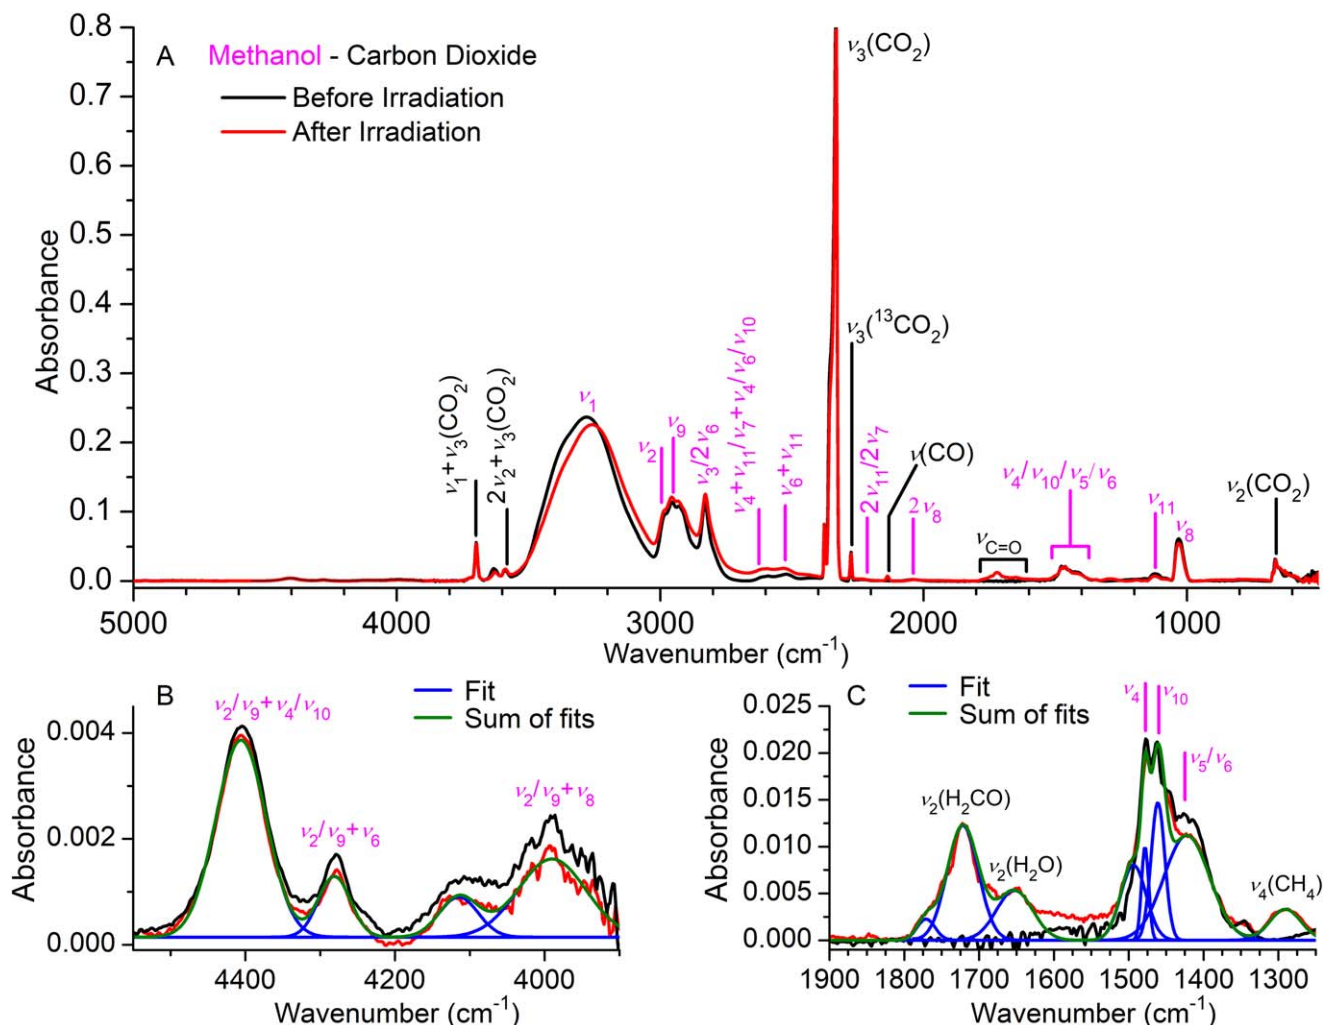 A Methanol - Carbon Dioxide
Before Irradiation
After Irradiation
ν₃(CO₂)
ν₃(¹³CO₂)
ν₁+ν₃(CO₂)
2ν₂+ν₃(CO₂)
ν₁
ν₂
ν₉
ν₃/2ν₆
ν₄+ν₁₁/ν₇+ν₄/ν₆/ν₁₀
ν₆+ν₁₁
2ν₁₁/2ν₇
ν(CO)
2ν₈
ν_C=O
ν₄/ν₁₀/ν₅/ν₆
ν₁₁
ν₈
ν₂(CO₂)
Absorbance
0.8
0.7
0.6
0.5
0.4
0.3
0.2
0.1
0.0
5000 4000 3000 2000 1000
Wavenumber (cm⁻¹)
B
Fit
Sum of fits
ν₂/ν₉+ν₄/ν₁₀
ν₂/ν₉+ν₆
ν₂/ν₉+ν₈
Absorbance
0.004
0.002
0.000
4400 4200 4000
Wavenumber (cm⁻¹)
C
Fit
Sum of fits
ν₄
ν₁₀
ν₅/ν₆
ν₂(H₂CO)
ν₂(H₂O)
ν₄(CH₄)
Absorbance
0.025
0.020
0.015
0.010
0.005
0.000
1900 1800 1700 1600 1500 1400 1300
Wavenumber (cm⁻¹)